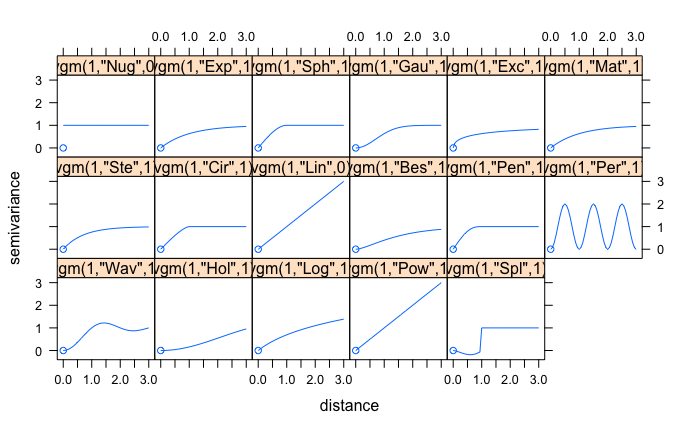 0.0 1.0 2.0 3.0 0.0 1.0 2.0 3.0 0.0 1.0 2.0 3.0
vgm(1,"Nug",0 vgm(1,"Exp",1 vgm(1,"Sph",1 vgm(1,"Gau",1 vgm(1,"Exc",1 vgm(1,"Mat",1
3
2
1
0
vgm(1,"Ste",1 vgm(1,"Cir",1) vgm(1,"Lin",0) vgm(1,"Bes",1 vgm(1,"Pen",1 vgm(1,"Per",1
3
2
1
0
vgm(1,"Wav",1 vgm(1,"Hol",1 vgm(1,"Log",1 vgm(1,"Pow",1 vgm(1,"Spl",1)
3
2
1
0
0.0 1.0 2.0 3.0 0.0 1.0 2.0 3.0 0.0 1.0 2.0 3.0
semivariance
distance